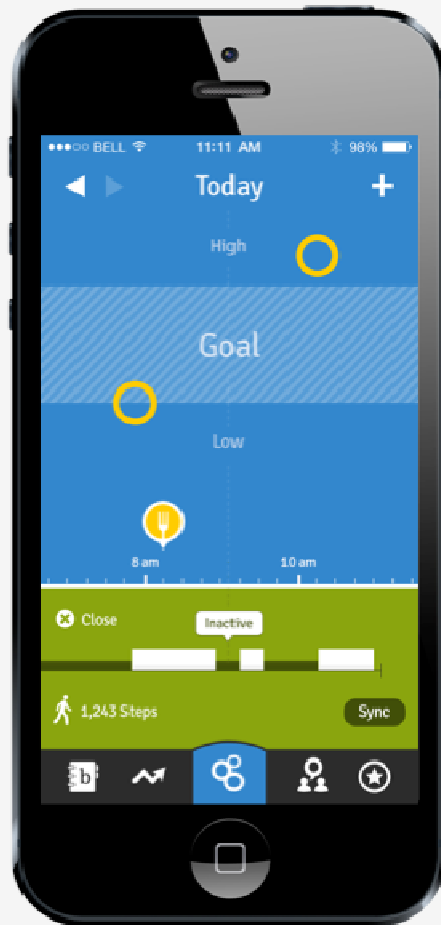 BELL 11:11 AM 98%
Today
High
Goal
Low
8 am 10 am
Close
Inactive
1,243 Steps
Sync
b